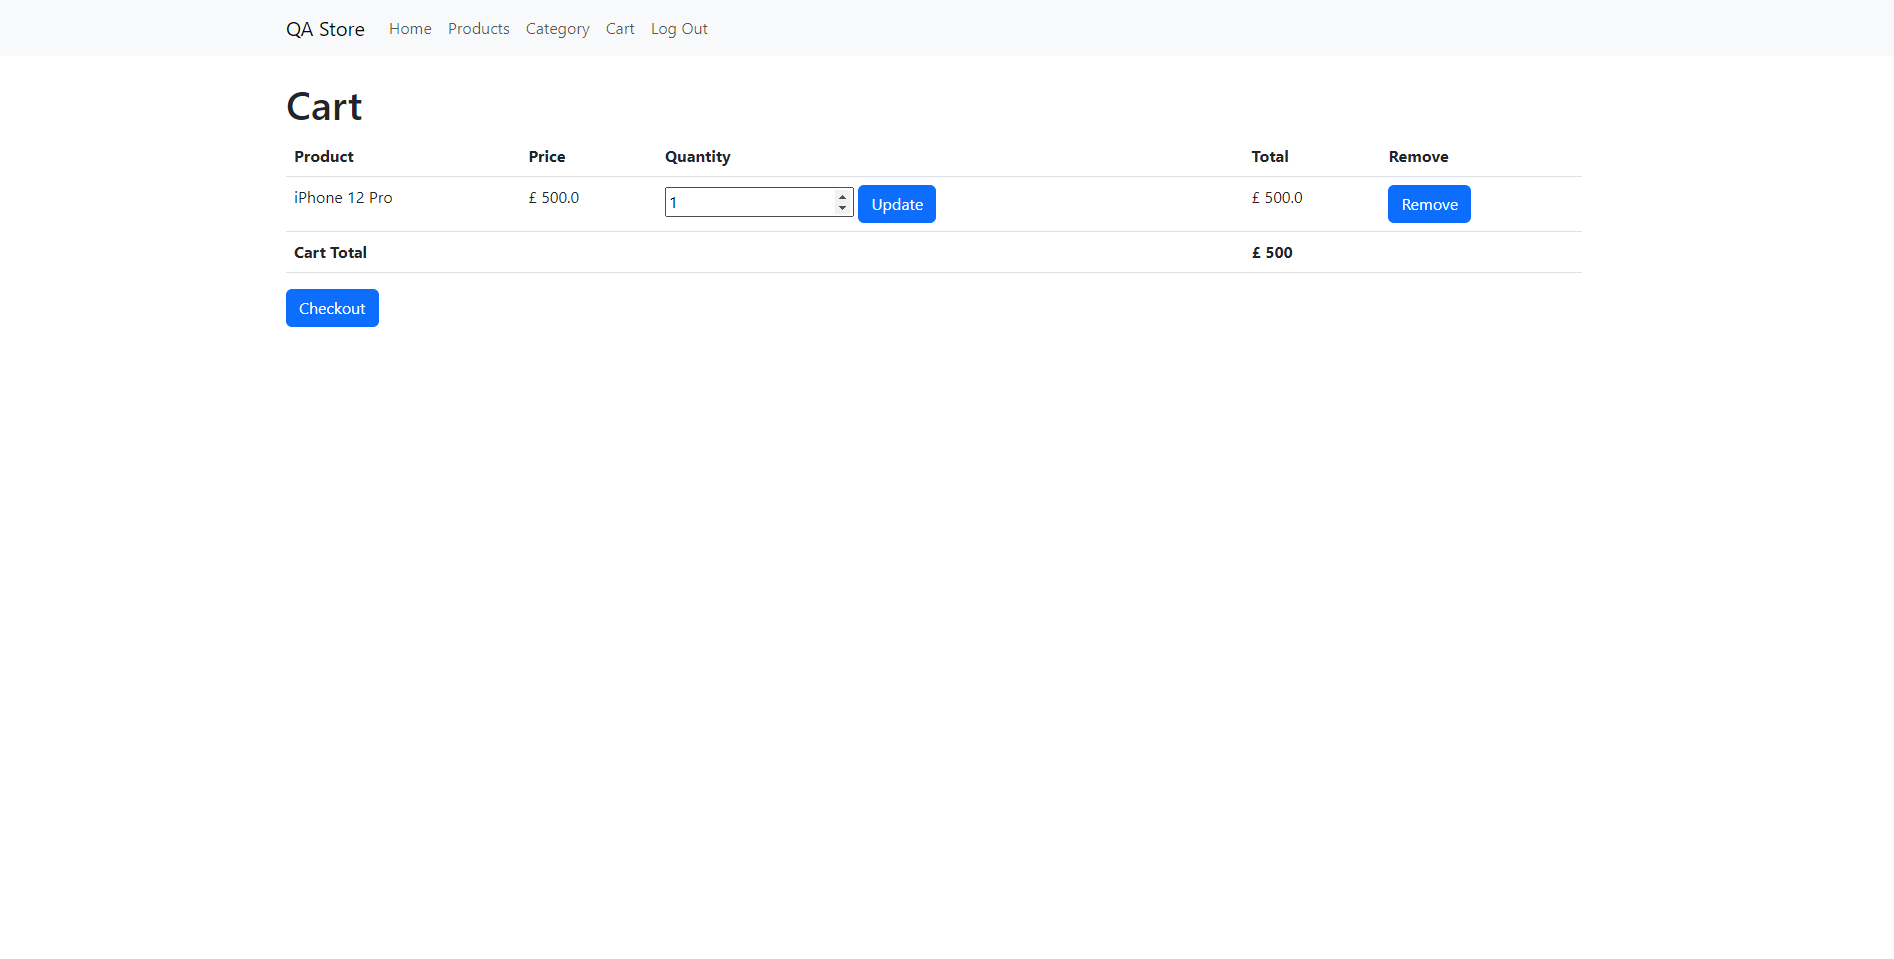 QA Store Home Products Category Cart Log Out
Cart
Product Price Quantity Total Remove
iPhone 12 Pro £ 500.0 1 Update £ 500.0 Remove
Cart Total £ 500
Checkout